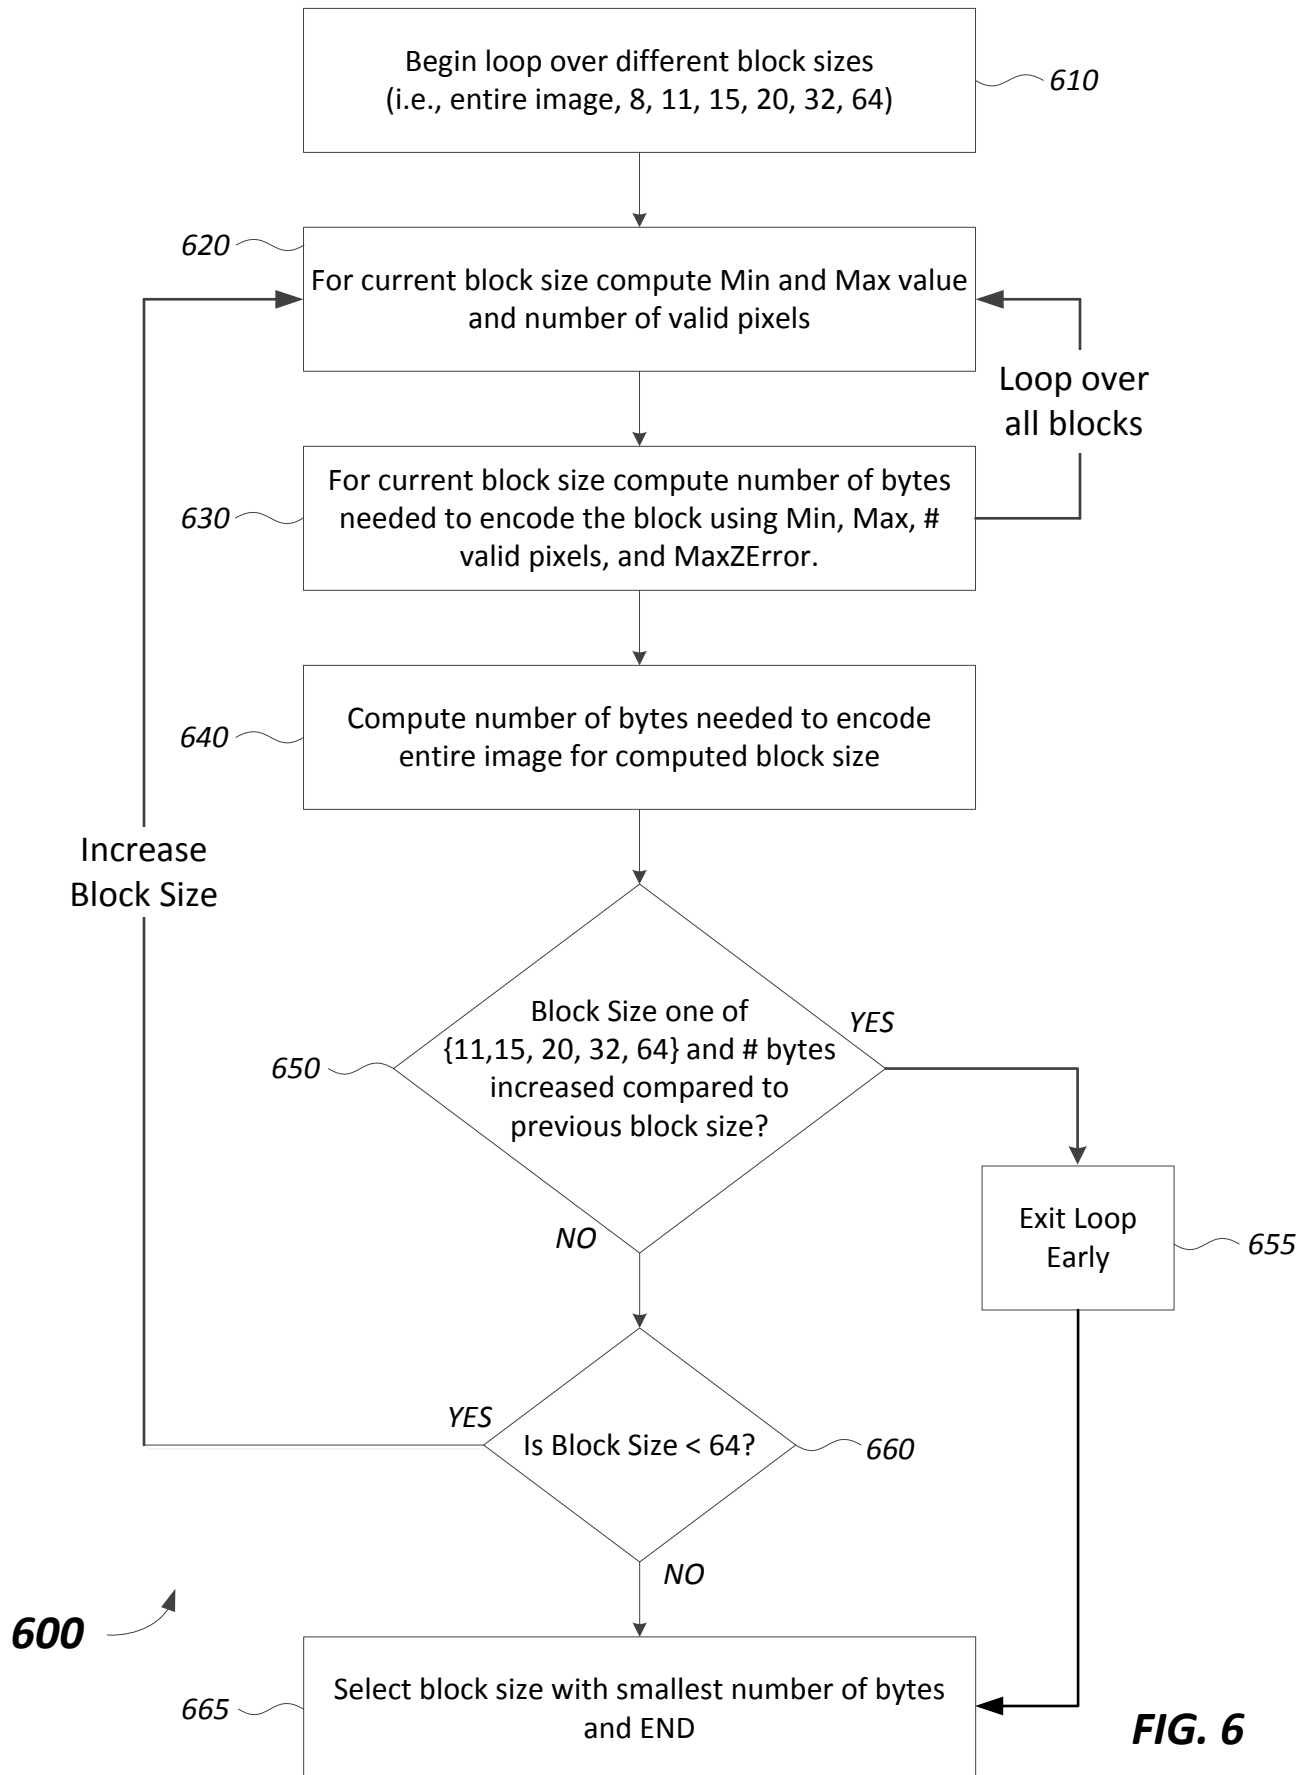 Begin loop over different block sizes
(i.e., entire image, 8, 11, 15, 20, 32, 64)
610
620
For current block size compute Min and Max value
and number of valid pixels
Loop over
all blocks
For current block size compute number of bytes
needed to encode the block using Min, Max, #
valid pixels, and MaxZError.
630
Compute number of bytes needed to encode
entire image for computed block size
640
Increase
Block Size
Block Size one of
{11,15, 20, 32, 64} and # bytes
increased compared to
previous block size?
650
YES
NO
Exit Loop
Early
655
YES
Is Block Size < 64?
660
NO
600
Select block size with smallest number of bytes
and END
665
FIG. 6